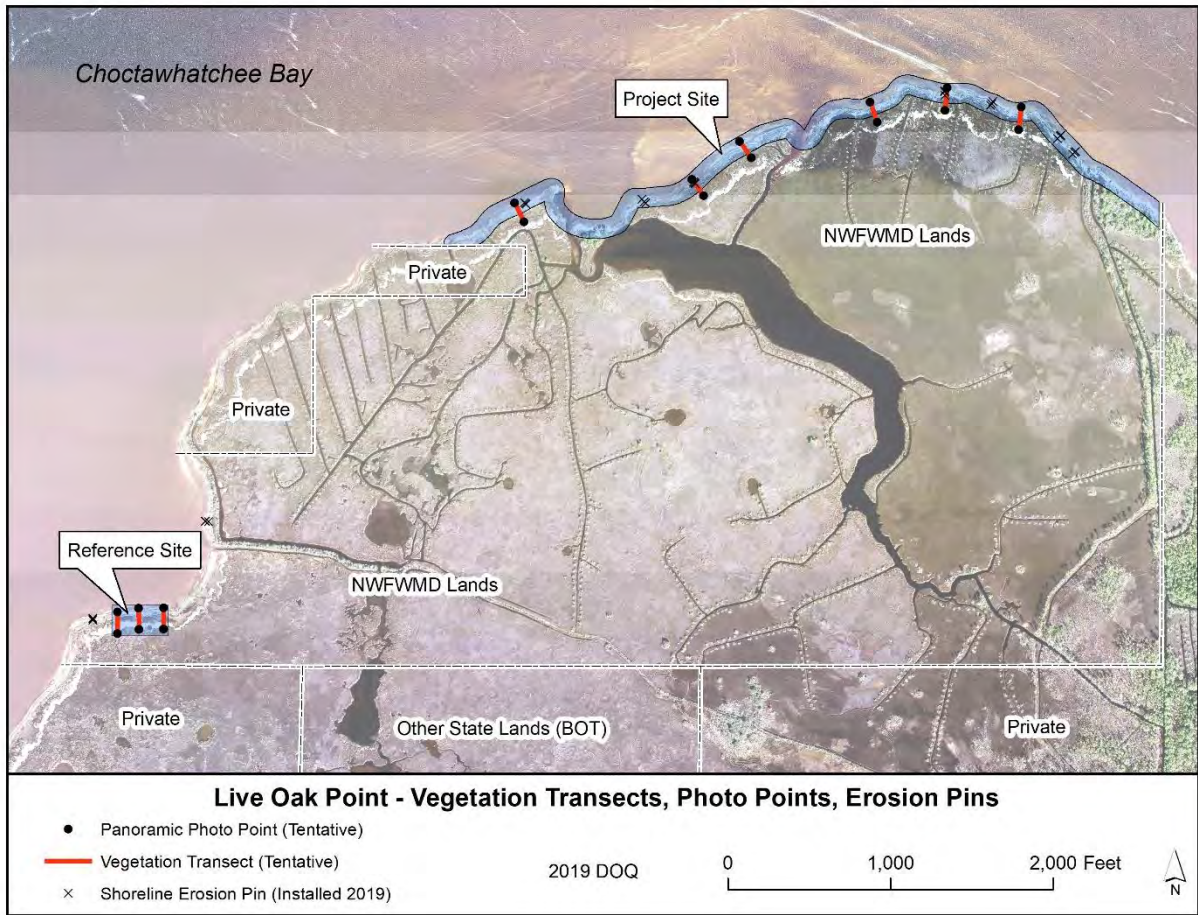 Choctawhatchee Bay
Project Site
NWFWMD Lands
Private
Private
Reference Site
NWFWMD Lands
Private
Other State Lands (BOT)
Private
Live Oak Point - Vegetation Transects, Photo Points, Erosion Pins
Panoramic Photo Point (Tentative)
Vegetation Transect (Tentative)
Shoreline Erosion Pin (Installed 2019)
2019 DOQ
0 1,000 2,000 Feet
N